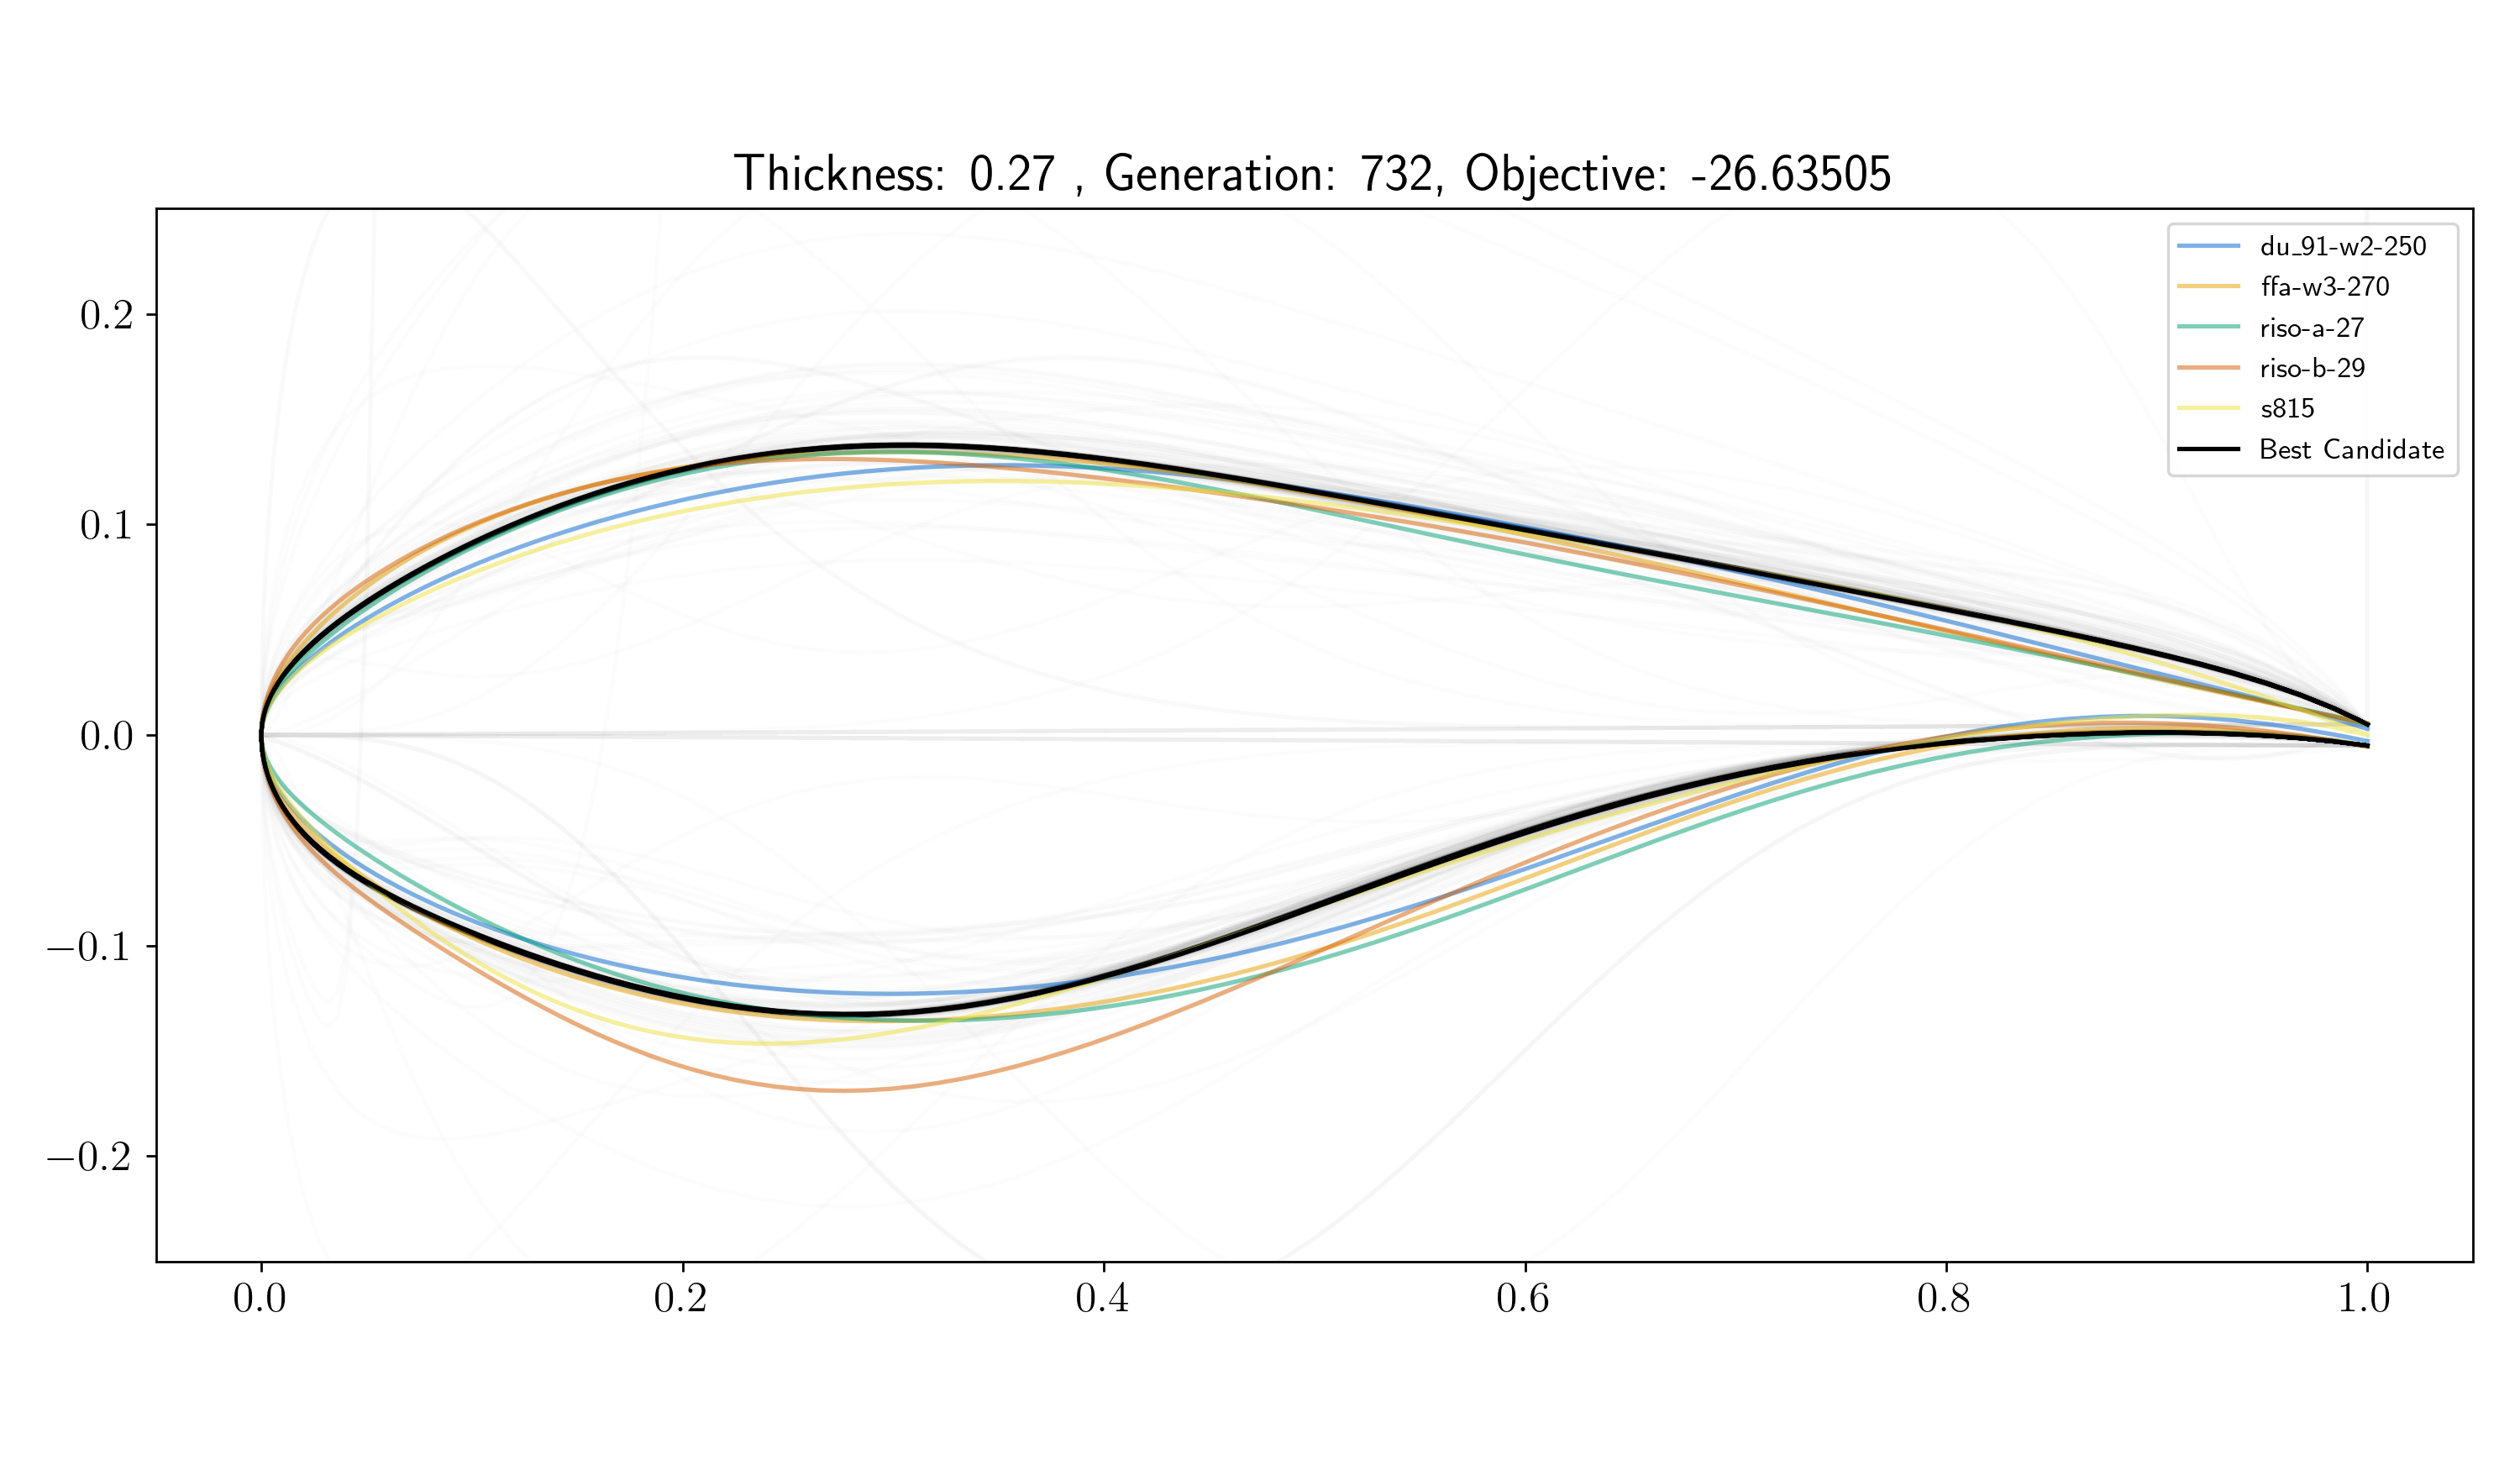 Thickness: 0.27 , Generation: 732, Objective: -26.63505
du_91-w2-250
ffa-w3-270
riso-a-27
riso-b-29
s815
Best Candidate
0.2
0.1
0.0
−0.1
−0.2
0.0 0.2 0.4 0.6 0.8 1.0